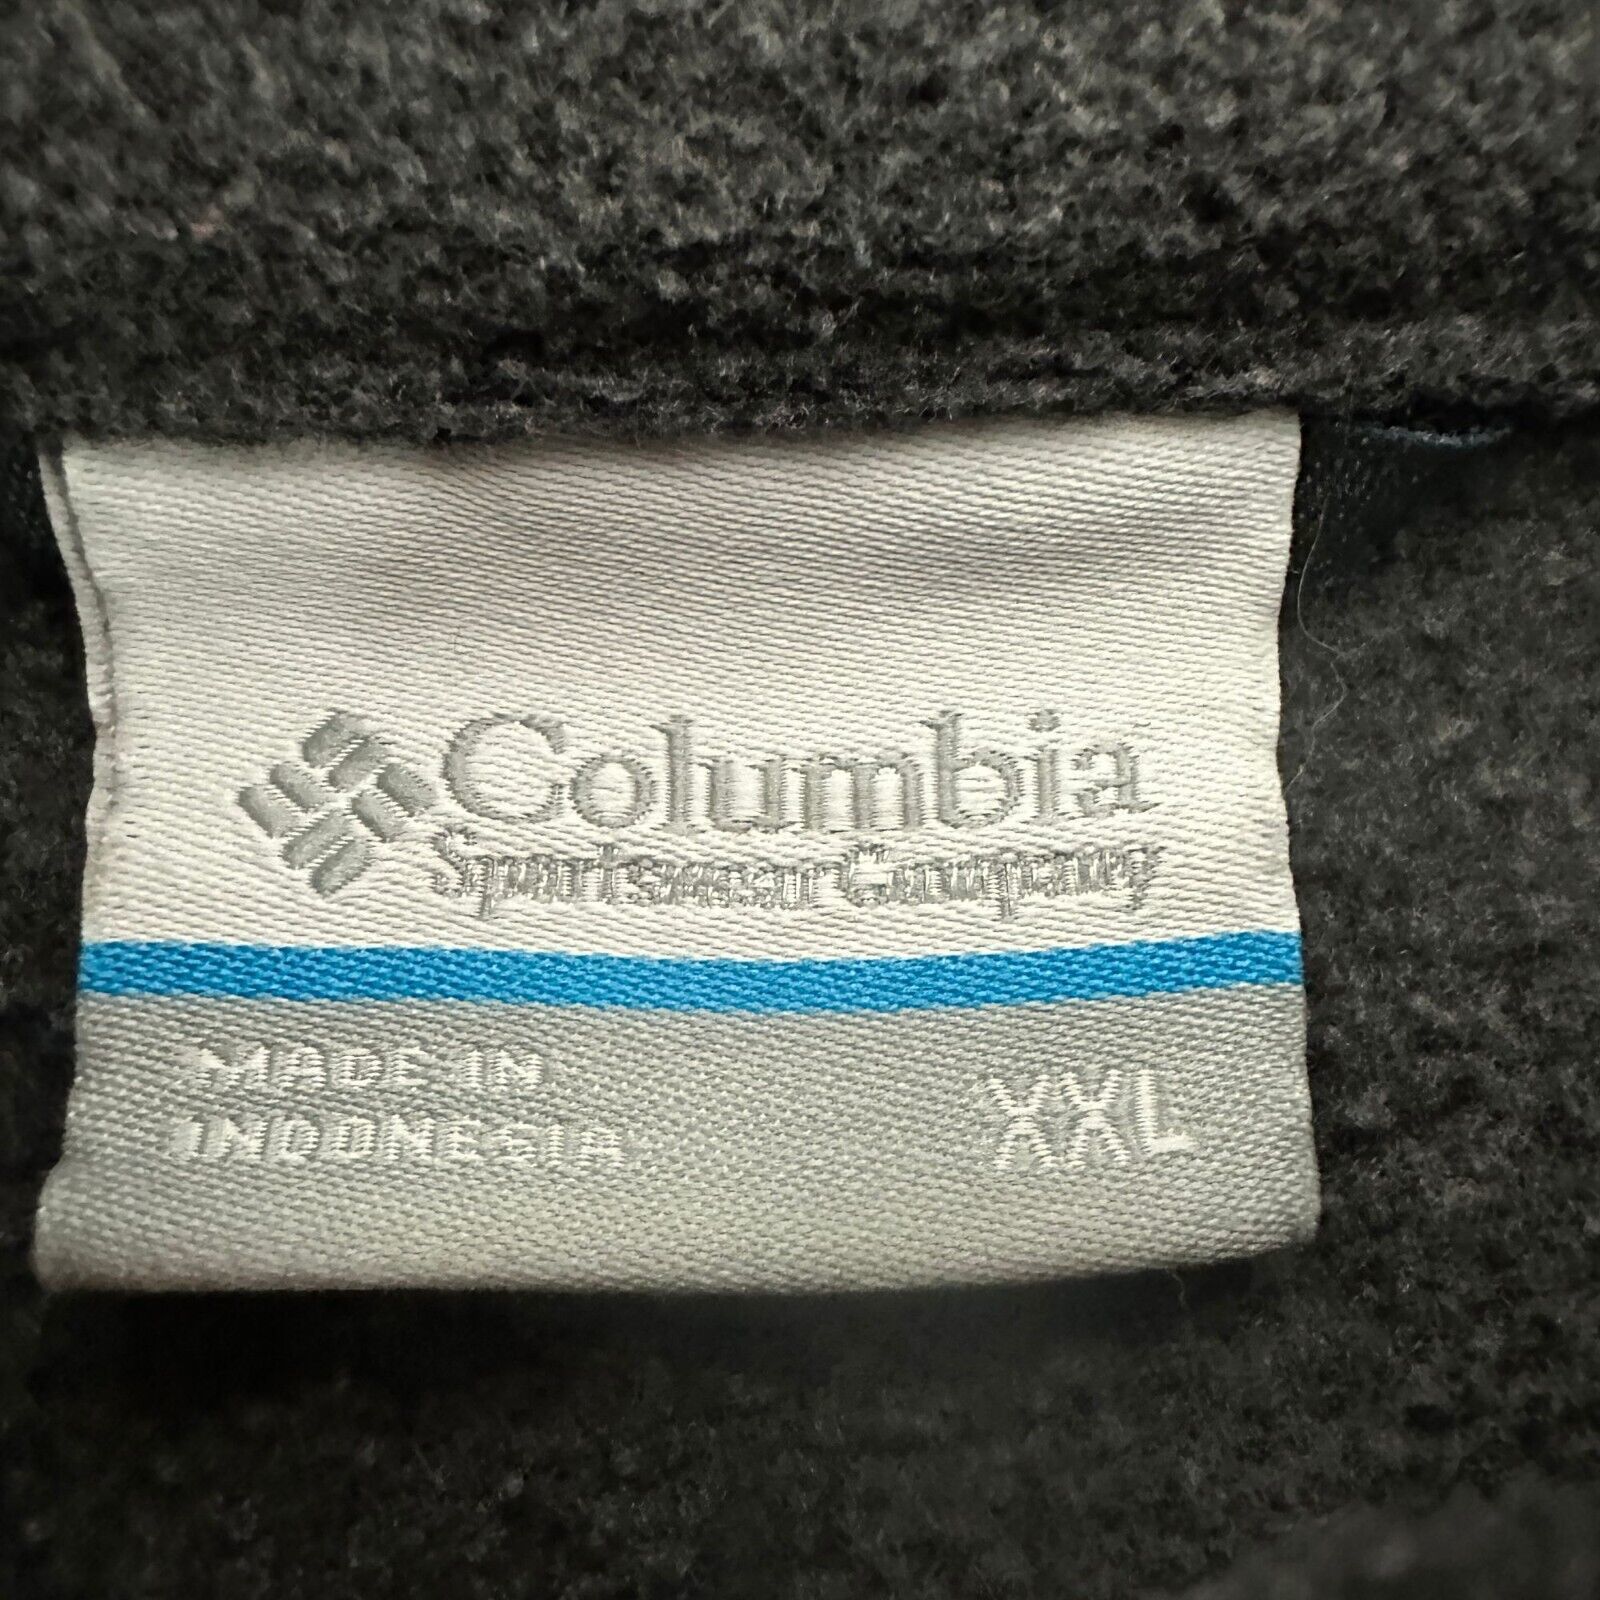 Columbia
Sportswear Company
MADE IN
INDONESIA
XXL